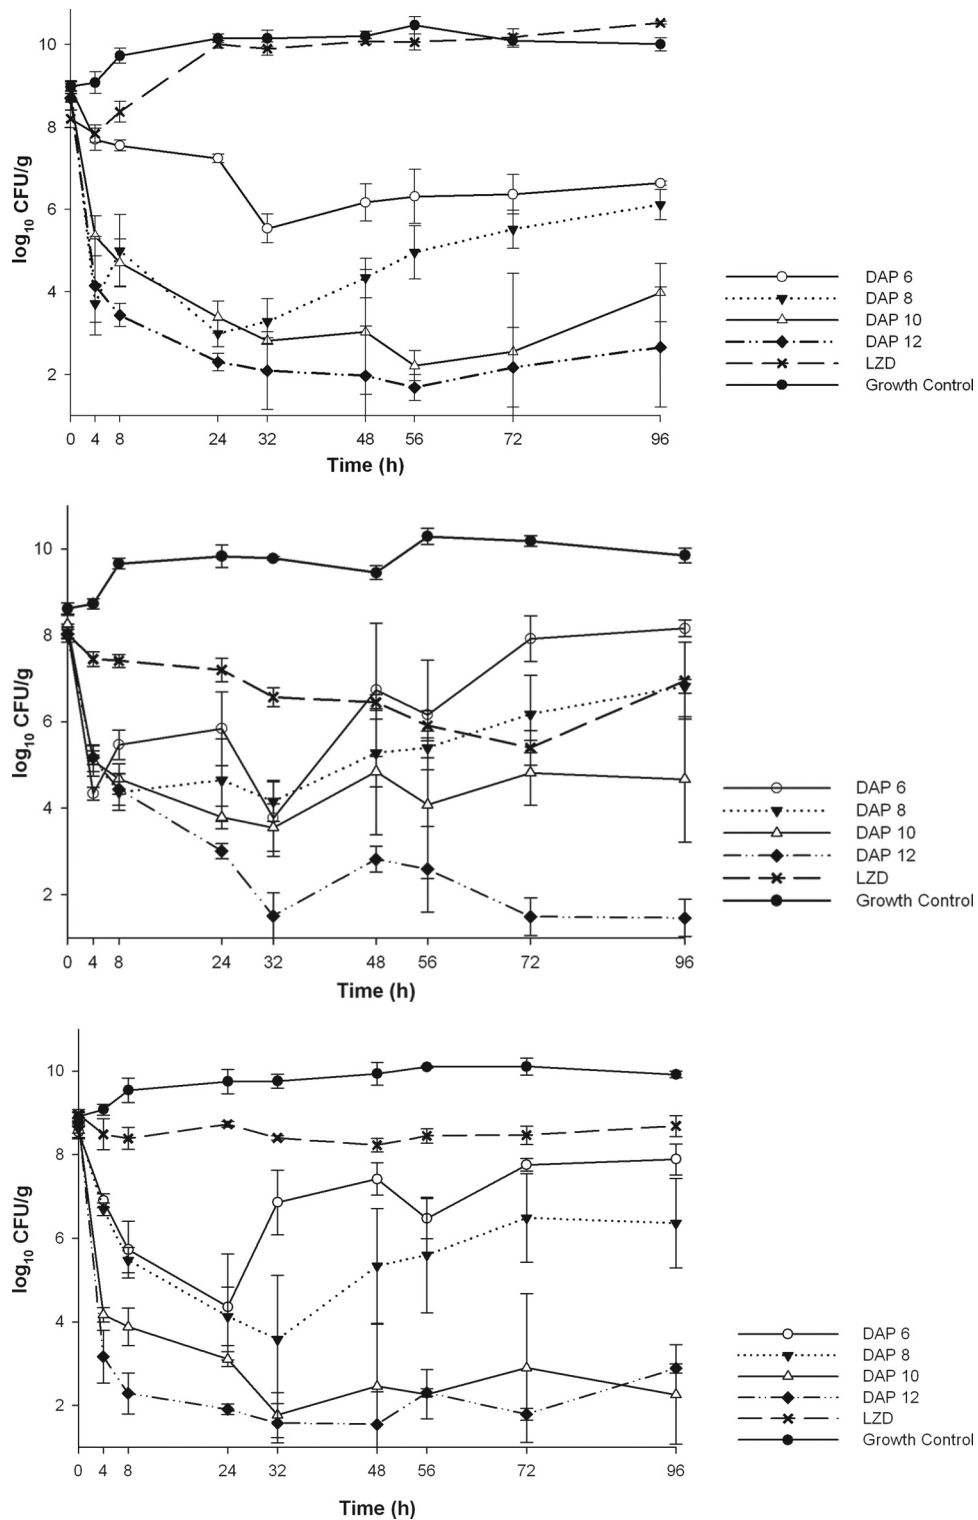 log10 CFU/g
10
8
6
4
2
0 4 8 24 32 48 56 72 96
Time (h)
DAP 6
DAP 8
DAP 10
DAP 12
LZD
Growth Control
log10 CFU/g
10
8
6
4
2
0 4 8 24 32 48 56 72 96
Time (h)
DAP 6
DAP 8
DAP 10
DAP 12
LZD
Growth Control
log10 CFU/g
10
8
6
4
2
0 4 8 24 32 48 56 72 96
Time (h)
DAP 6
DAP 8
DAP 10
DAP 12
LZD
Growth Control